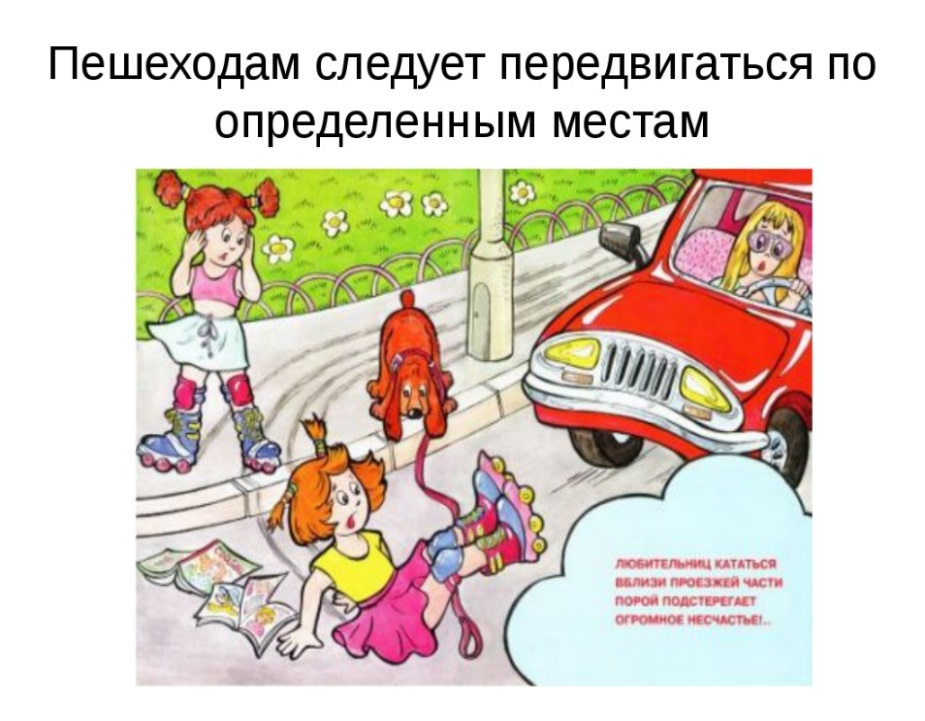 Пешеходам следует передвигаться по
определенным местам
ЛЮБИТЕЛЬНИЦ КАТАТЬСЯ
ВБЛИЗИ ПРОЕЗЖЕЙ ЧАСТИ
ПОРОЙ ПОДСТЕРЕГАЕТ
ОГРОМНОЕ НЕСЧАСТЬЕ!..